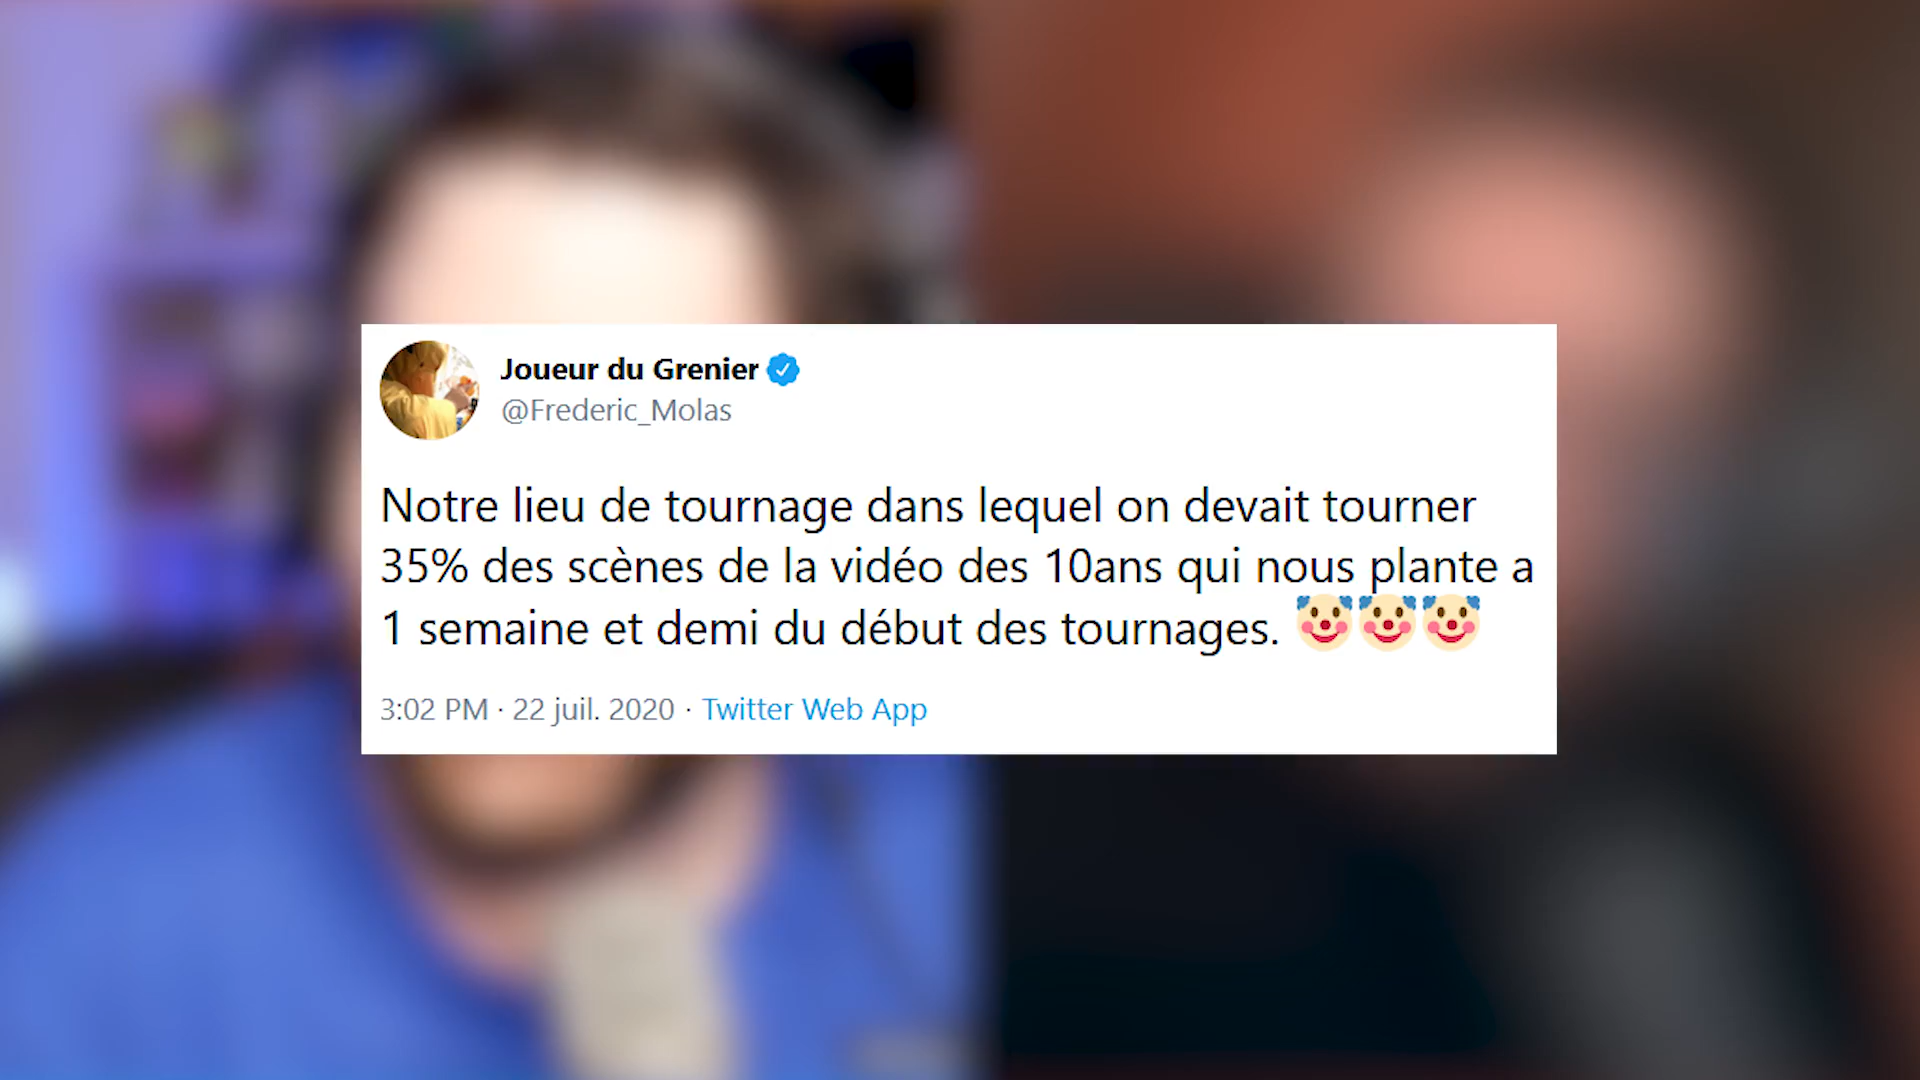 Joueur du Grenier
@Frederic_Molas
Notre lieu de tournage dans lequel on devait tourner
35% des scènes de la vidéo des 10ans qui nous plante a
1 semaine et demi du début des tournages. 🤡🤡🤡
3:02 PM · 22 juil. 2020 · Twitter Web App